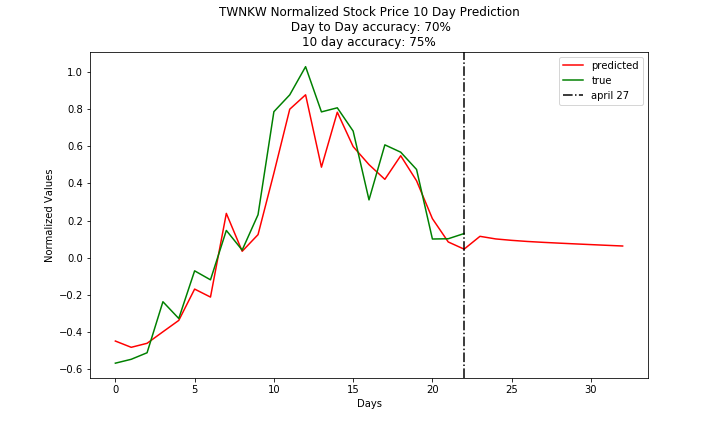 TWNKW Normalized Stock Price 10 Day Prediction
Day to Day accuracy: 70%
10 day accuracy: 75%
predicted
true
april 27
Normalized Values
1.0
0.8
0.6
0.4
0.2
0.0
−0.2
−0.4
−0.6
0 5 10 15 20 25 30
Days